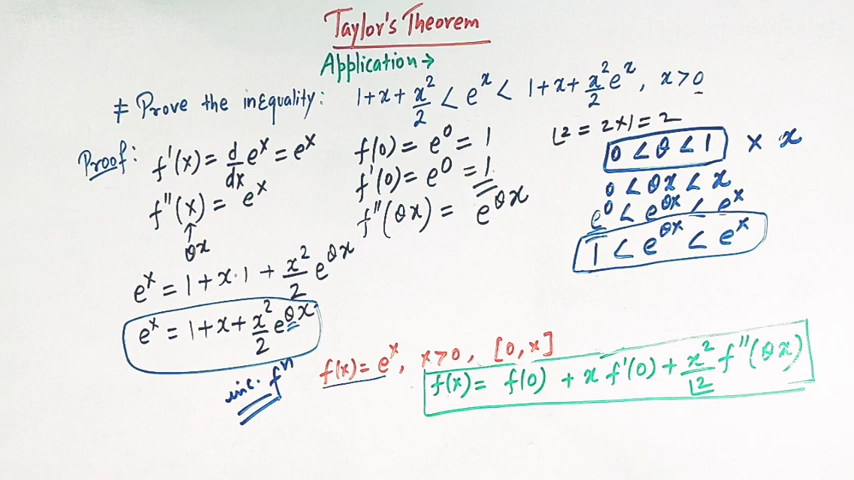 Taylor's Theorem
Application→
≠ Prove the inequality: 1+x+x²/2 < eˣ < 1+x+x²/2 eˣ, x>0
Proof: f'(x) = d/dx eˣ = eˣ
f''(x) = eˣ
↑
θx
f(0) = e⁰ = 1
f'(0) = e⁰ = 1
f''(θx) = e^θx
⌊2 = 2×1 = 2
0 < θ < 1 × x
0 < θx < x
e⁰ < e^θx < eˣ
1 < e^θx < eˣ
eˣ = 1+x·1 + x²/2 e^θx
eˣ = 1+x+x²/2 e^θx
inc. fⁿ
f(x) = eˣ, x>0, [0,x]
f(x) = f(0) + x f'(0) + x²/⌊2 f''(θx)